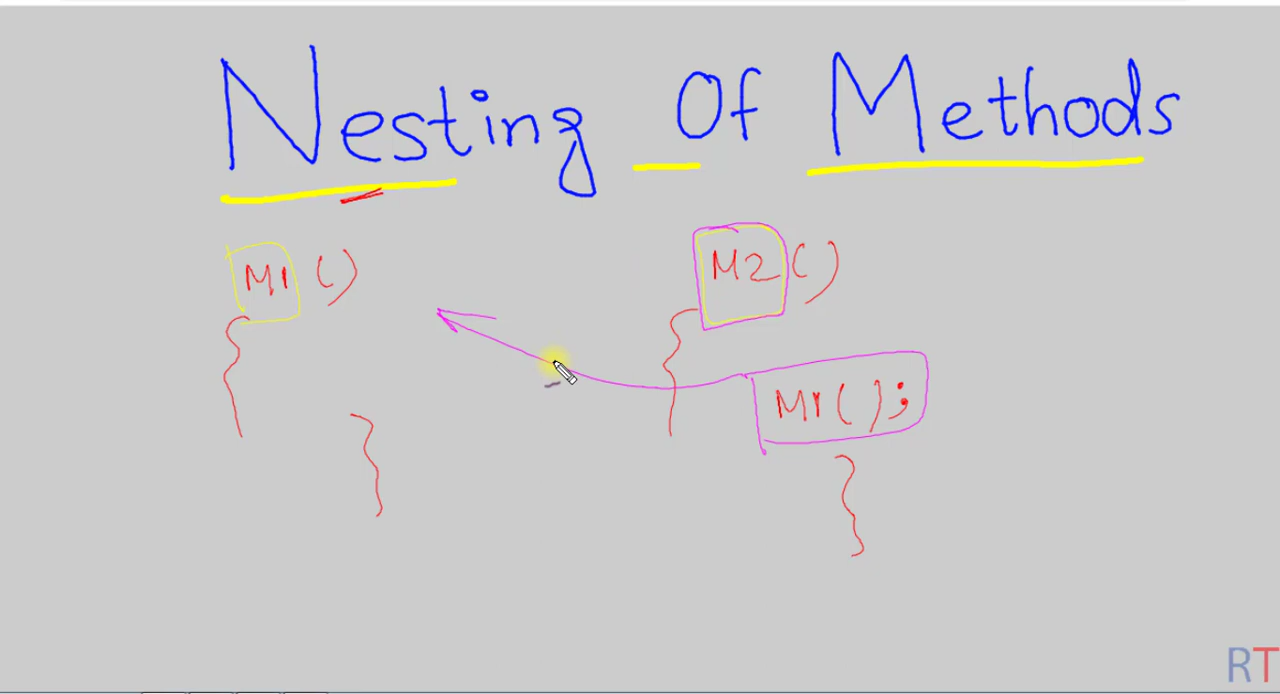 Nesting Of Methods
M1 () M2 ()
{ {
M1();
} }
RT